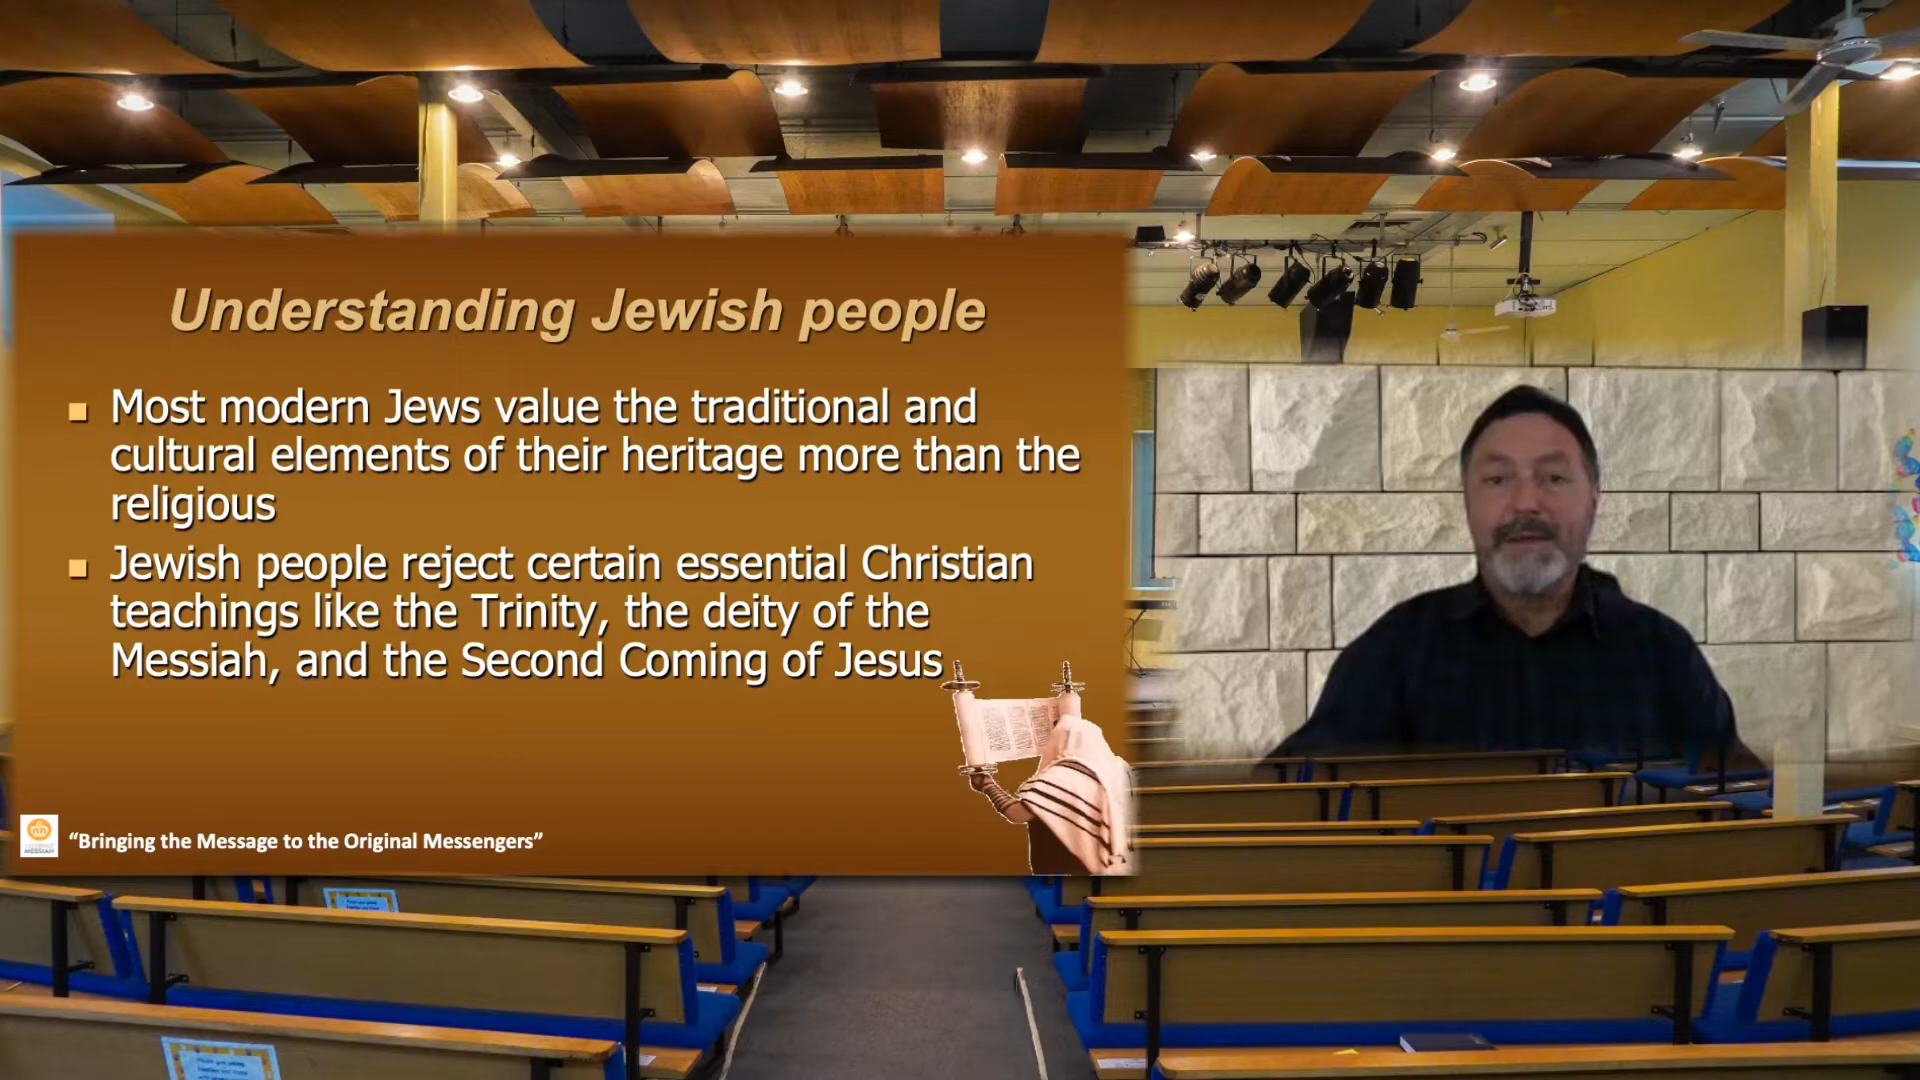 Understanding Jewish people
Most modern Jews value the traditional and
cultural elements of their heritage more than the
religious
Jewish people reject certain essential Christian
teachings like the Trinity, the deity of the
Messiah, and the Second Coming of Jesus
MESSIAH
“Bringing the Message to the Original Messengers”